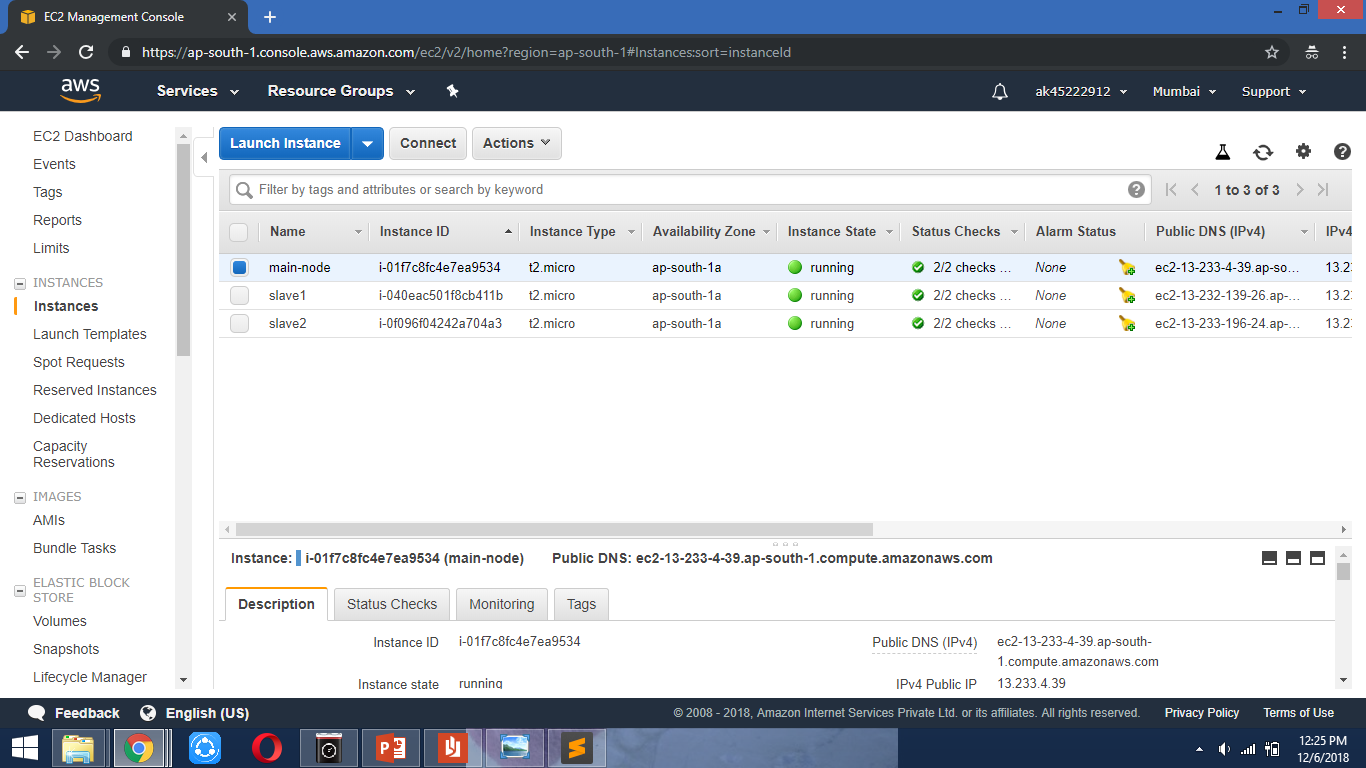 EC2 Management Console
https://ap-south-1.console.aws.amazon.com/ec2/v2/home?region=ap-south-1#Instances:sort=instanceId
aws Services Resource Groups ak45222912 Mumbai Support
EC2 Dashboard
Events
Tags
Reports
Limits
INSTANCES
Instances
Launch Templates
Spot Requests
Reserved Instances
Dedicated Hosts
Capacity
Reservations
IMAGES
AMIs
Bundle Tasks
ELASTIC BLOCK
STORE
Volumes
Snapshots
Lifecycle Manager
Launch Instance Connect Actions
Filter by tags and attributes or search by keyword 1 to 3 of 3
Name Instance ID Instance Type Availability Zone Instance State Status Checks Alarm Status Public DNS (IPv4) IPv4
main-node i-01f7c8fc4e7ea9534 t2.micro ap-south-1a running 2/2 checks ... None ec2-13-233-4-39.ap-so... 13.23
slave1 i-040eac501f8cb411b t2.micro ap-south-1a running 2/2 checks ... None ec2-13-232-139-26.ap-... 13.23
slave2 i-0f096f04242a704a3 t2.micro ap-south-1a running 2/2 checks ... None ec2-13-233-196-24.ap-... 13.23
Instance: i-01f7c8fc4e7ea9534 (main-node) Public DNS: ec2-13-233-4-39.ap-south-1.compute.amazonaws.com
Description Status Checks Monitoring Tags
Instance ID i-01f7c8fc4e7ea9534 Public DNS (IPv4) ec2-13-233-4-39.ap-south-
1.compute.amazonaws.com
Instance state running IPv4 Public IP 13.233.4.39
Feedback English (US) © 2008 - 2018, Amazon Internet Services Private Ltd. or its affiliates. All rights reserved. Privacy Policy Terms of Use
12:25 PM
12/6/2018